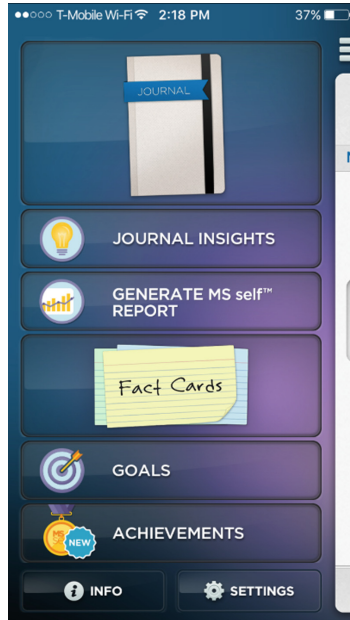 T-Mobile Wi-Fi 2:18 PM 37%
JOURNAL
JOURNAL INSIGHTS
GENERATE MS self™
REPORT
Fact Cards
GOALS
NEW
ACHIEVEMENTS
INFO
SETTINGS